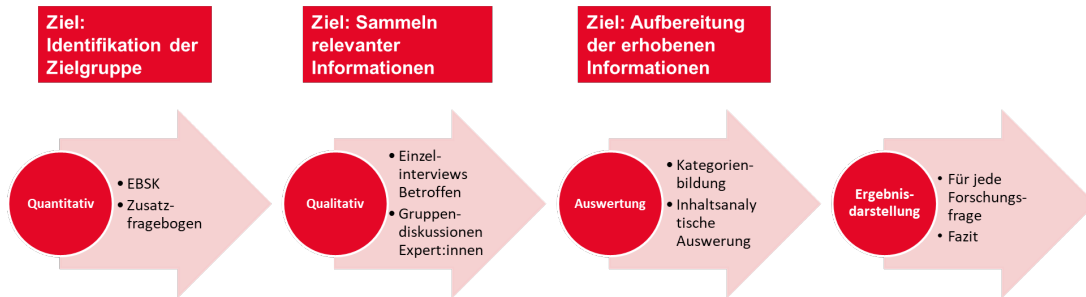 Ziel:
Identifikation der
Zielgruppe
Ziel: Sammeln
relevanter
Informationen
Ziel: Aufbereitung
der erhobenen
Informationen
Quantitativ
• EBSK
• Zusatz-
fragebogen
Qualitativ
• Einzel-
interviews
Betroffen
• Gruppen-
diskussionen
Expert:innen
Auswertung
• Kategorien-
bildung
• Inhaltsanaly
tische
Auswerung
Ergebnis-
darstellung
• Für jede
Forschungs-
frage
• Fazit